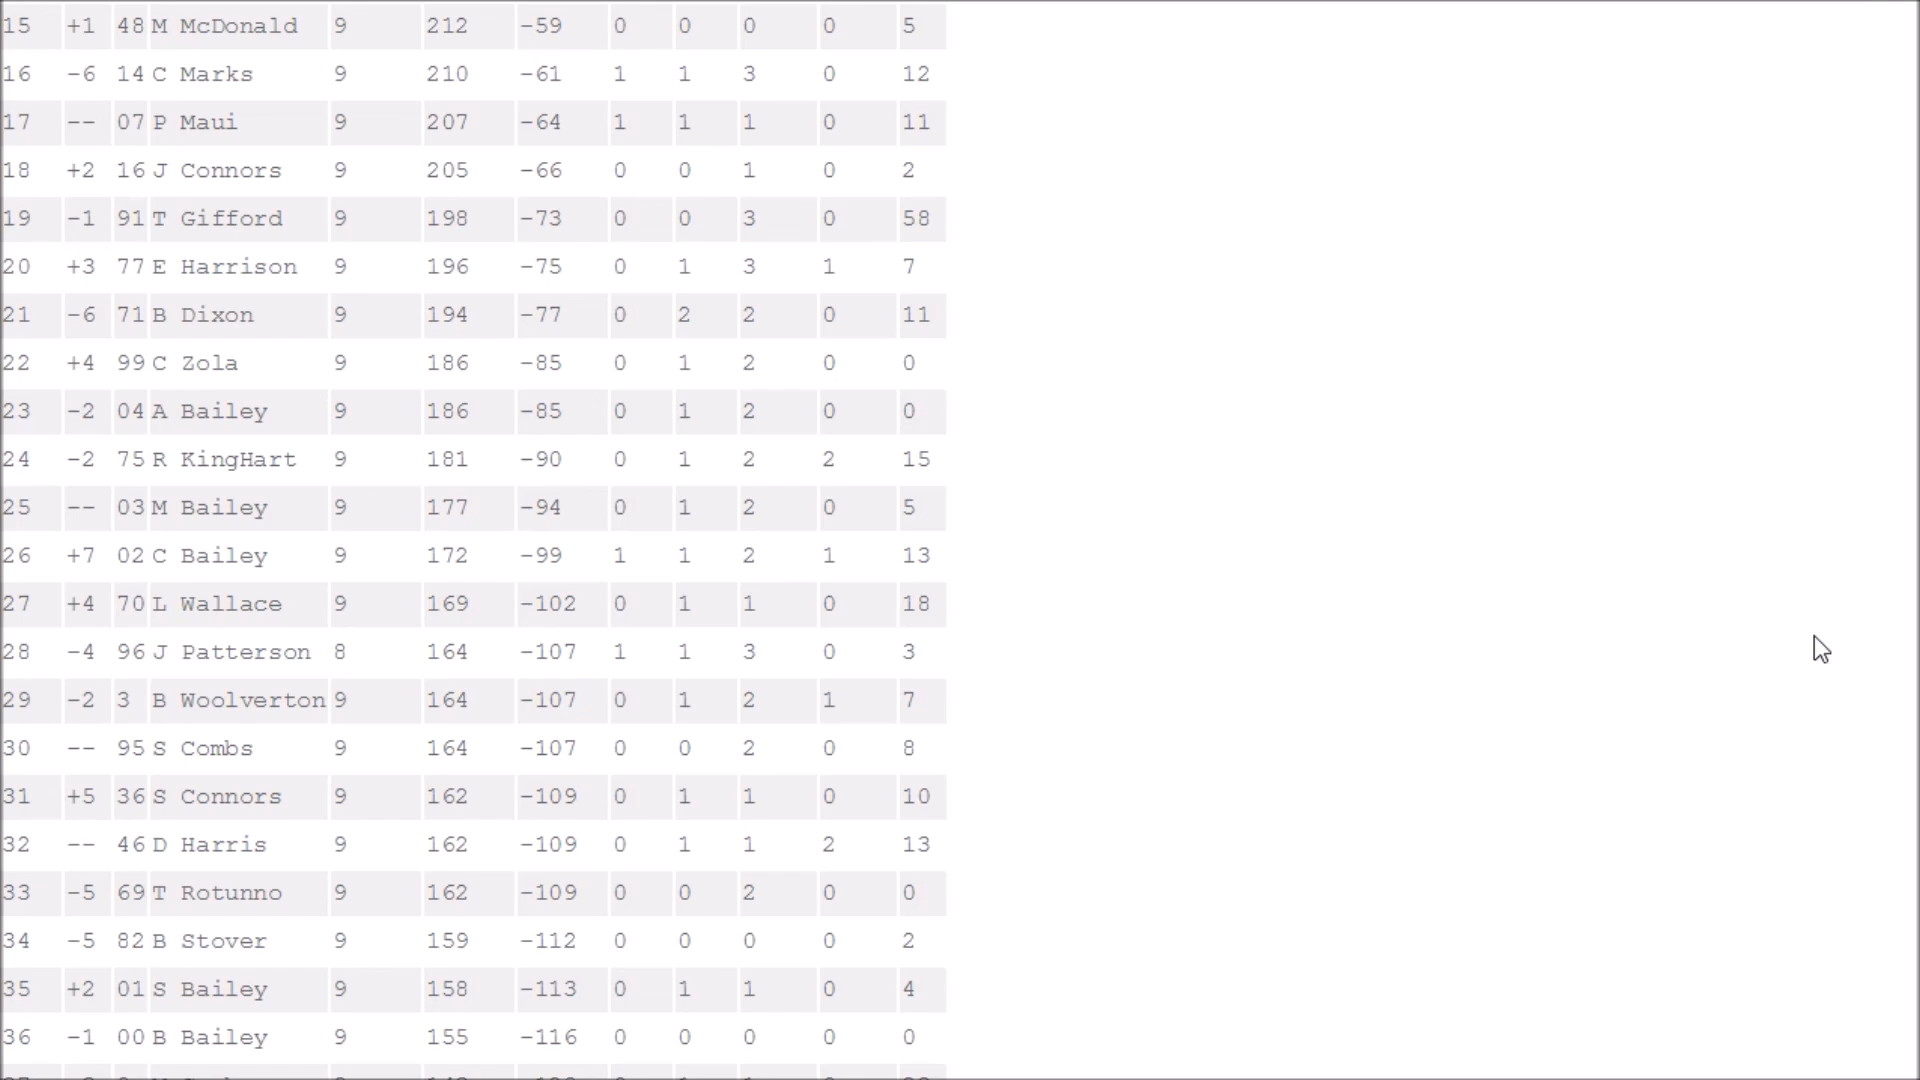 15 +1 48 M McDonald 9 212 -59 0 0 0 0 5
16 -6 14 C Marks 9 210 -61 1 1 3 0 12
17 -- 07 P Maui 9 207 -64 1 1 1 0 11
18 +2 16 J Connors 9 205 -66 0 0 1 0 2
19 -1 91 T Gifford 9 198 -73 0 0 3 0 58
20 +3 77 E Harrison 9 196 -75 0 1 3 1 7
21 -6 71 B Dixon 9 194 -77 0 2 2 0 11
22 +4 99 C Zola 9 186 -85 0 1 2 0 0
23 -2 04 A Bailey 9 186 -85 0 1 2 0 0
24 -2 75 R KingHart 9 181 -90 0 1 2 2 15
25 -- 03 M Bailey 9 177 -94 0 1 2 0 5
26 +7 02 C Bailey 9 172 -99 1 1 2 1 13
27 +4 70 L Wallace 9 169 -102 0 1 1 0 18
28 -4 96 J Patterson 8 164 -107 1 1 3 0 3
29 -2 3 B Woolverton 9 164 -107 0 1 2 1 7
30 -- 95 S Combs 9 164 -107 0 0 2 0 8
31 +5 36 S Connors 9 162 -109 0 1 1 0 10
32 -- 46 D Harris 9 162 -109 0 1 1 2 13
33 -5 69 T Rotunno 9 162 -109 0 0 2 0 0
34 -5 82 B Stover 9 159 -112 0 0 0 0 2
35 +2 01 S Bailey 9 158 -113 0 1 1 0 4
36 -1 00 B Bailey 9 155 -116 0 0 0 0 0